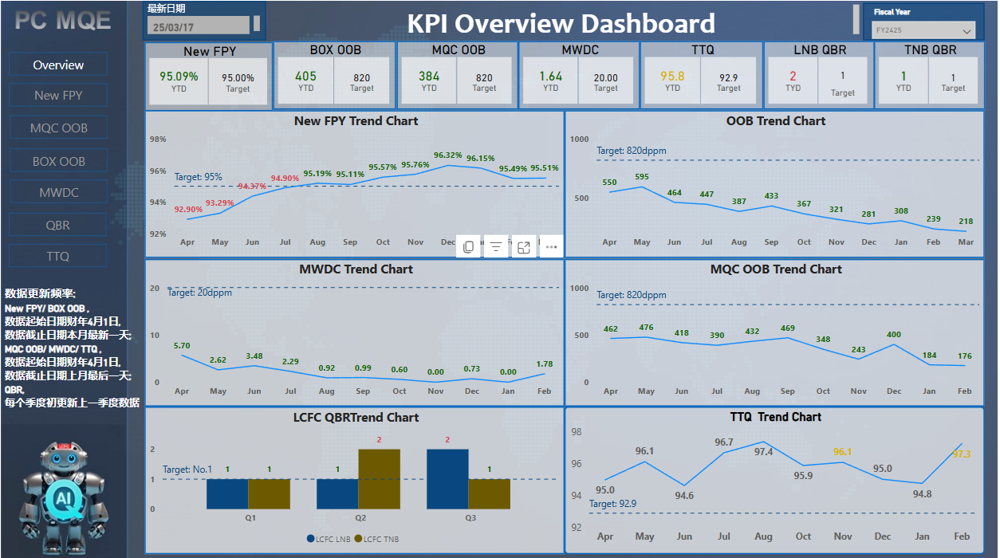 PC MQE
最新日期
25/03/17
KPI Overview Dashboard
Fiscal Year
FY2425
Overview
New FPY
MQC OOB
BOX OOB
MWDC
QBR
TTQ
数据更新频率:
New FPY/ BOX OOB ,
数据起始日期财年4月1日,
数据截止日期本月最新一天;
MQC OOB/ MWDC/ TTQ ,
数据起始日期财年4月1日,
数据截止日期上月最后一天;
QBR,
每个季度初更新上一季度数据
LCFC
AI
New FPY
95.09% 95.00%
YTD Target
BOX OOB
405 820
YTD Target
MQC OOB
384 820
YTD Target
MWDC
1.64 20.00
YTD Target
TTQ
95.8 92.9
YTD Target
LNB QBR
2 1
TYD Target
TNB QBR
1 1
YTD Target
New FPY Trend Chart
98%
96%
94%
92%
Target: 95%
92.90% 93.29% 94.37% 94.90% 95.19% 95.11% 95.57% 95.76% 96.32% 96.15% 95.49% 95.51%
Apr May Jun Jul Aug Sep Oct Nov Dec
OOB Trend Chart
1000
500
Target: 820dppm
550 595 464 447 387 433 367 321 281 308 239 218
Apr May Jun Jul Aug Sep Oct Nov Dec Jan Feb Mar
MWDC Trend Chart
20
10
0
Target: 20dppm
5.70 2.62 3.48 2.29 0.92 0.99 0.60 0.00 0.73 0.00 1.78
Apr May Jun Jul Aug Sep Oct Nov Dec Jan Feb
MQC OOB Trend Chart
1000
500
0
Target: 820dppm
462 476 418 390 432 469 348 243 400 184 176
Apr May Jun Jul Aug Sep Oct Nov Dec Jan Feb
LCFC QBRTrend Chart
2
1
0
Target: No.1
1 1 1 2 2 1
Q1 Q2 Q3
LCFC LNB LCFC TNB
TTQ Trend Chart
98
96
94
92
Target: 92.9
95.0 96.1 94.6 96.7 97.4 95.9 96.1 95.0 94.8 97.3
Apr May Jun Jul Aug Oct Nov Dec Jan Feb